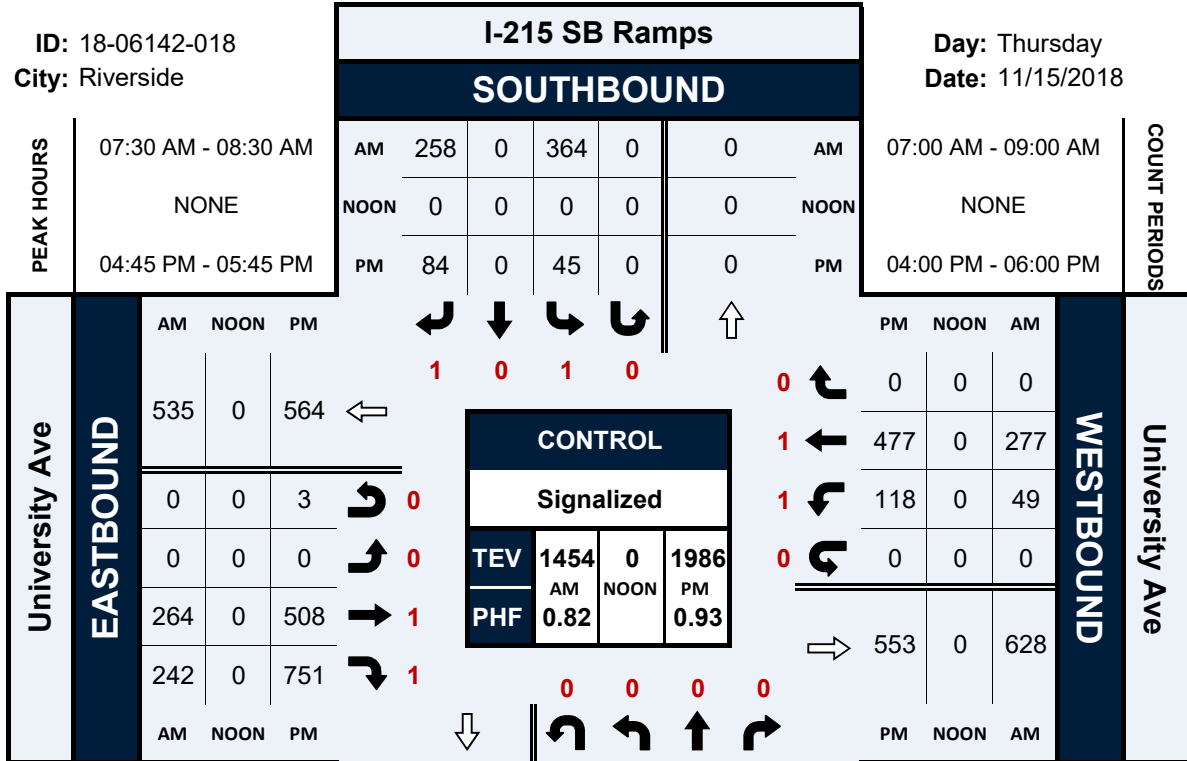 I-215 SB Ramps
ID: 18-06142-018
City: Riverside
Day: Thursday
Date: 11/15/2018
SOUTHBOUND
PEAK HOURS
07:30 AM - 08:30 AM
NONE
04:45 PM - 05:45 PM
AM 258 0 364 0 0 AM
NOON 0 0 0 0 0 NOON
PM 84 0 45 0 0 PM
07:00 AM - 09:00 AM
NONE
04:00 PM - 06:00 PM
COUNT PERIODS
1 0 1 0
University Ave
EASTBOUND
AM NOON PM
535 0 564
0 0 3 0
0 0 0 0
264 0 508 1
242 0 751 1
AM NOON PM
CONTROL
Signalized
TEV 1454 0 1986
AM NOON PM
PHF 0.82 0.93
PM NOON AM
0 0 0 0
1 477 0 277
1 118 0 49
0 0 0 0
553 0 628
PM NOON AM
WESTBOUND
University Ave
0 0 0 0